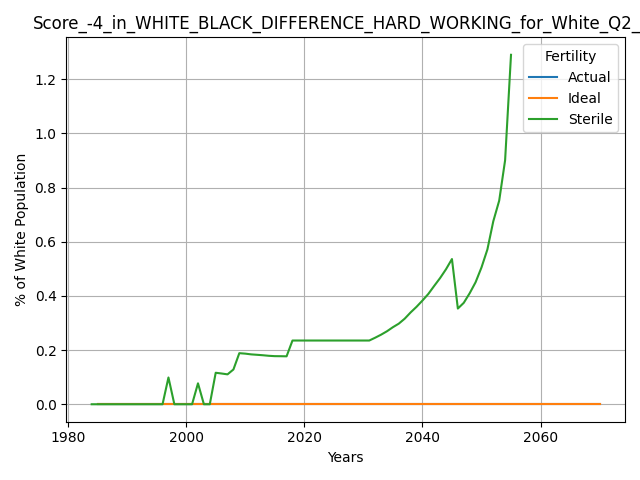 Score_-4_in_WHITE_BLACK_DIFFERENCE_HARD_WORKING_for_White_Q2_
Fertility
Actual
Ideal
Sterile
% of White Population
1.2
1.0
0.8
0.6
0.4
0.2
0.0
1980
2000
2020
2040
2060
Years